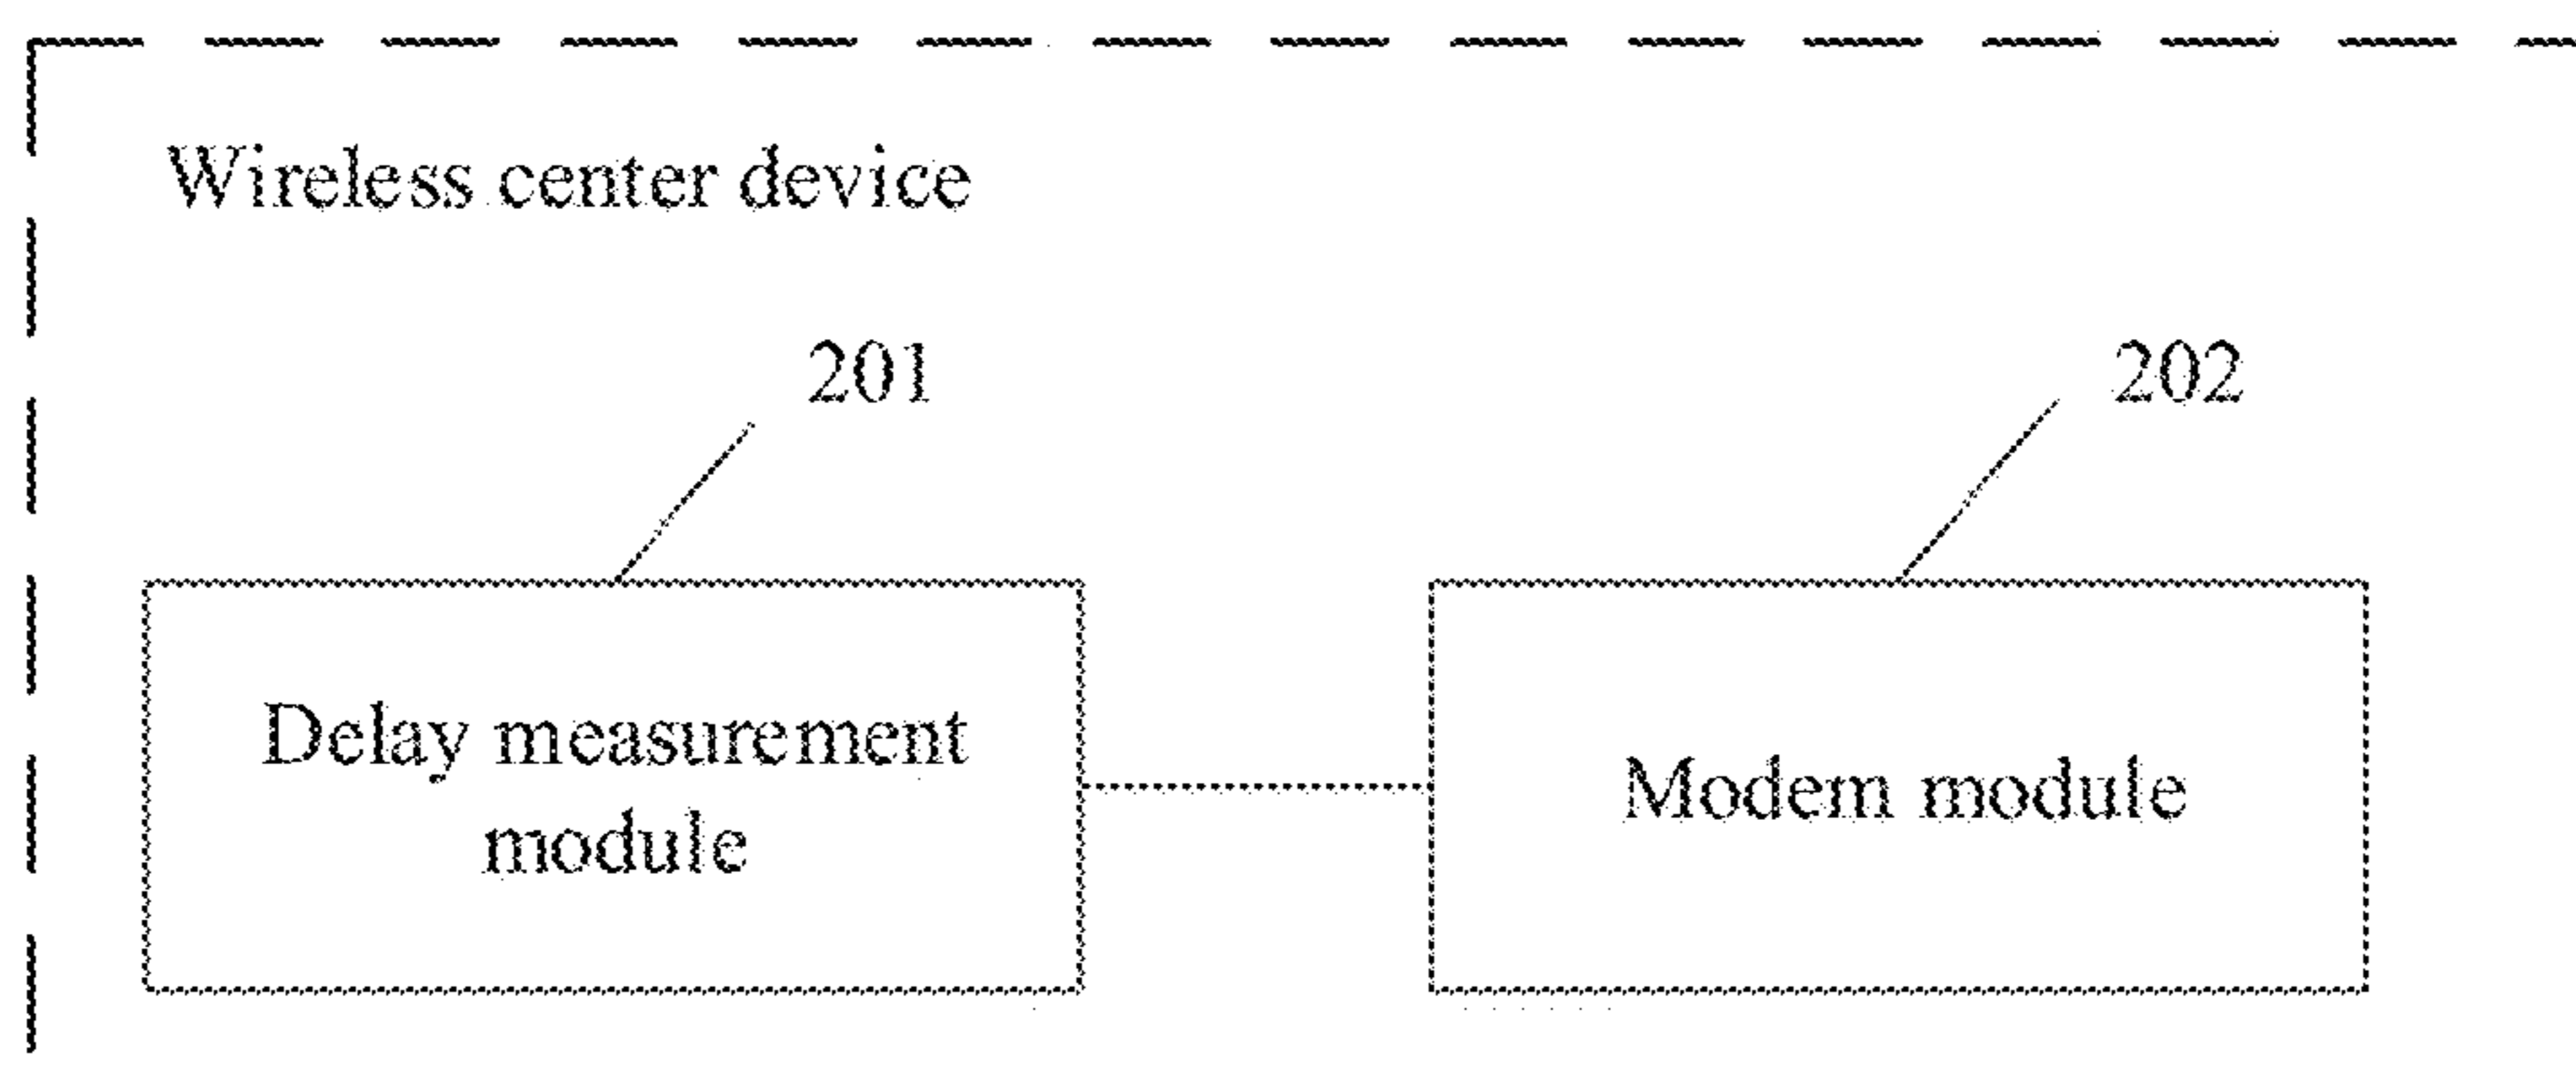 Wireless center device
201
202
Delay measurement
module
Modem module